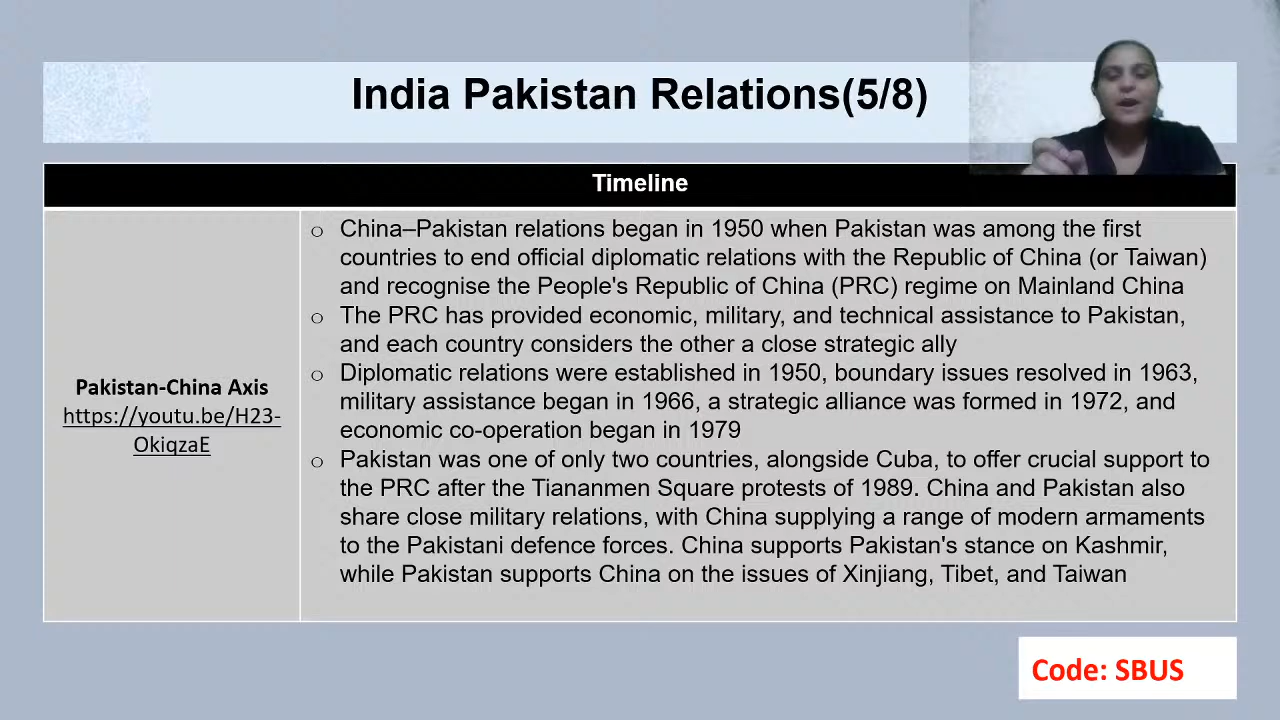 India Pakistan Relations(5/8)
Timeline
Pakistan-China Axis
https://youtu.be/H23-
OkiqzaE
o China–Pakistan relations began in 1950 when Pakistan was among the first
countries to end official diplomatic relations with the Republic of China (or Taiwan)
and recognise the People's Republic of China (PRC) regime on Mainland China
o The PRC has provided economic, military, and technical assistance to Pakistan,
and each country considers the other a close strategic ally
o Diplomatic relations were established in 1950, boundary issues resolved in 1963,
military assistance began in 1966, a strategic alliance was formed in 1972, and
economic co-operation began in 1979
o Pakistan was one of only two countries, alongside Cuba, to offer crucial support to
the PRC after the Tiananmen Square protests of 1989. China and Pakistan also
share close military relations, with China supplying a range of modern armaments
to the Pakistani defence forces. China supports Pakistan's stance on Kashmir,
while Pakistan supports China on the issues of Xinjiang, Tibet, and Taiwan
Code: SBUS